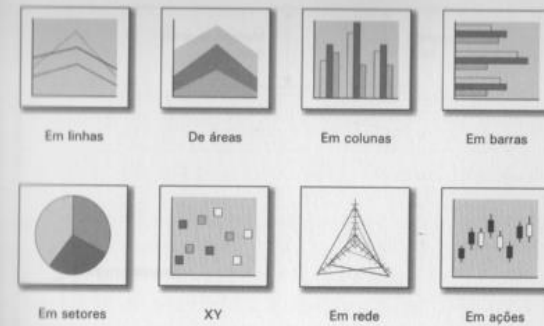 Em linhas
De áreas
Em colunas
Em barras
Em setores
XY
Em rede
Em ações